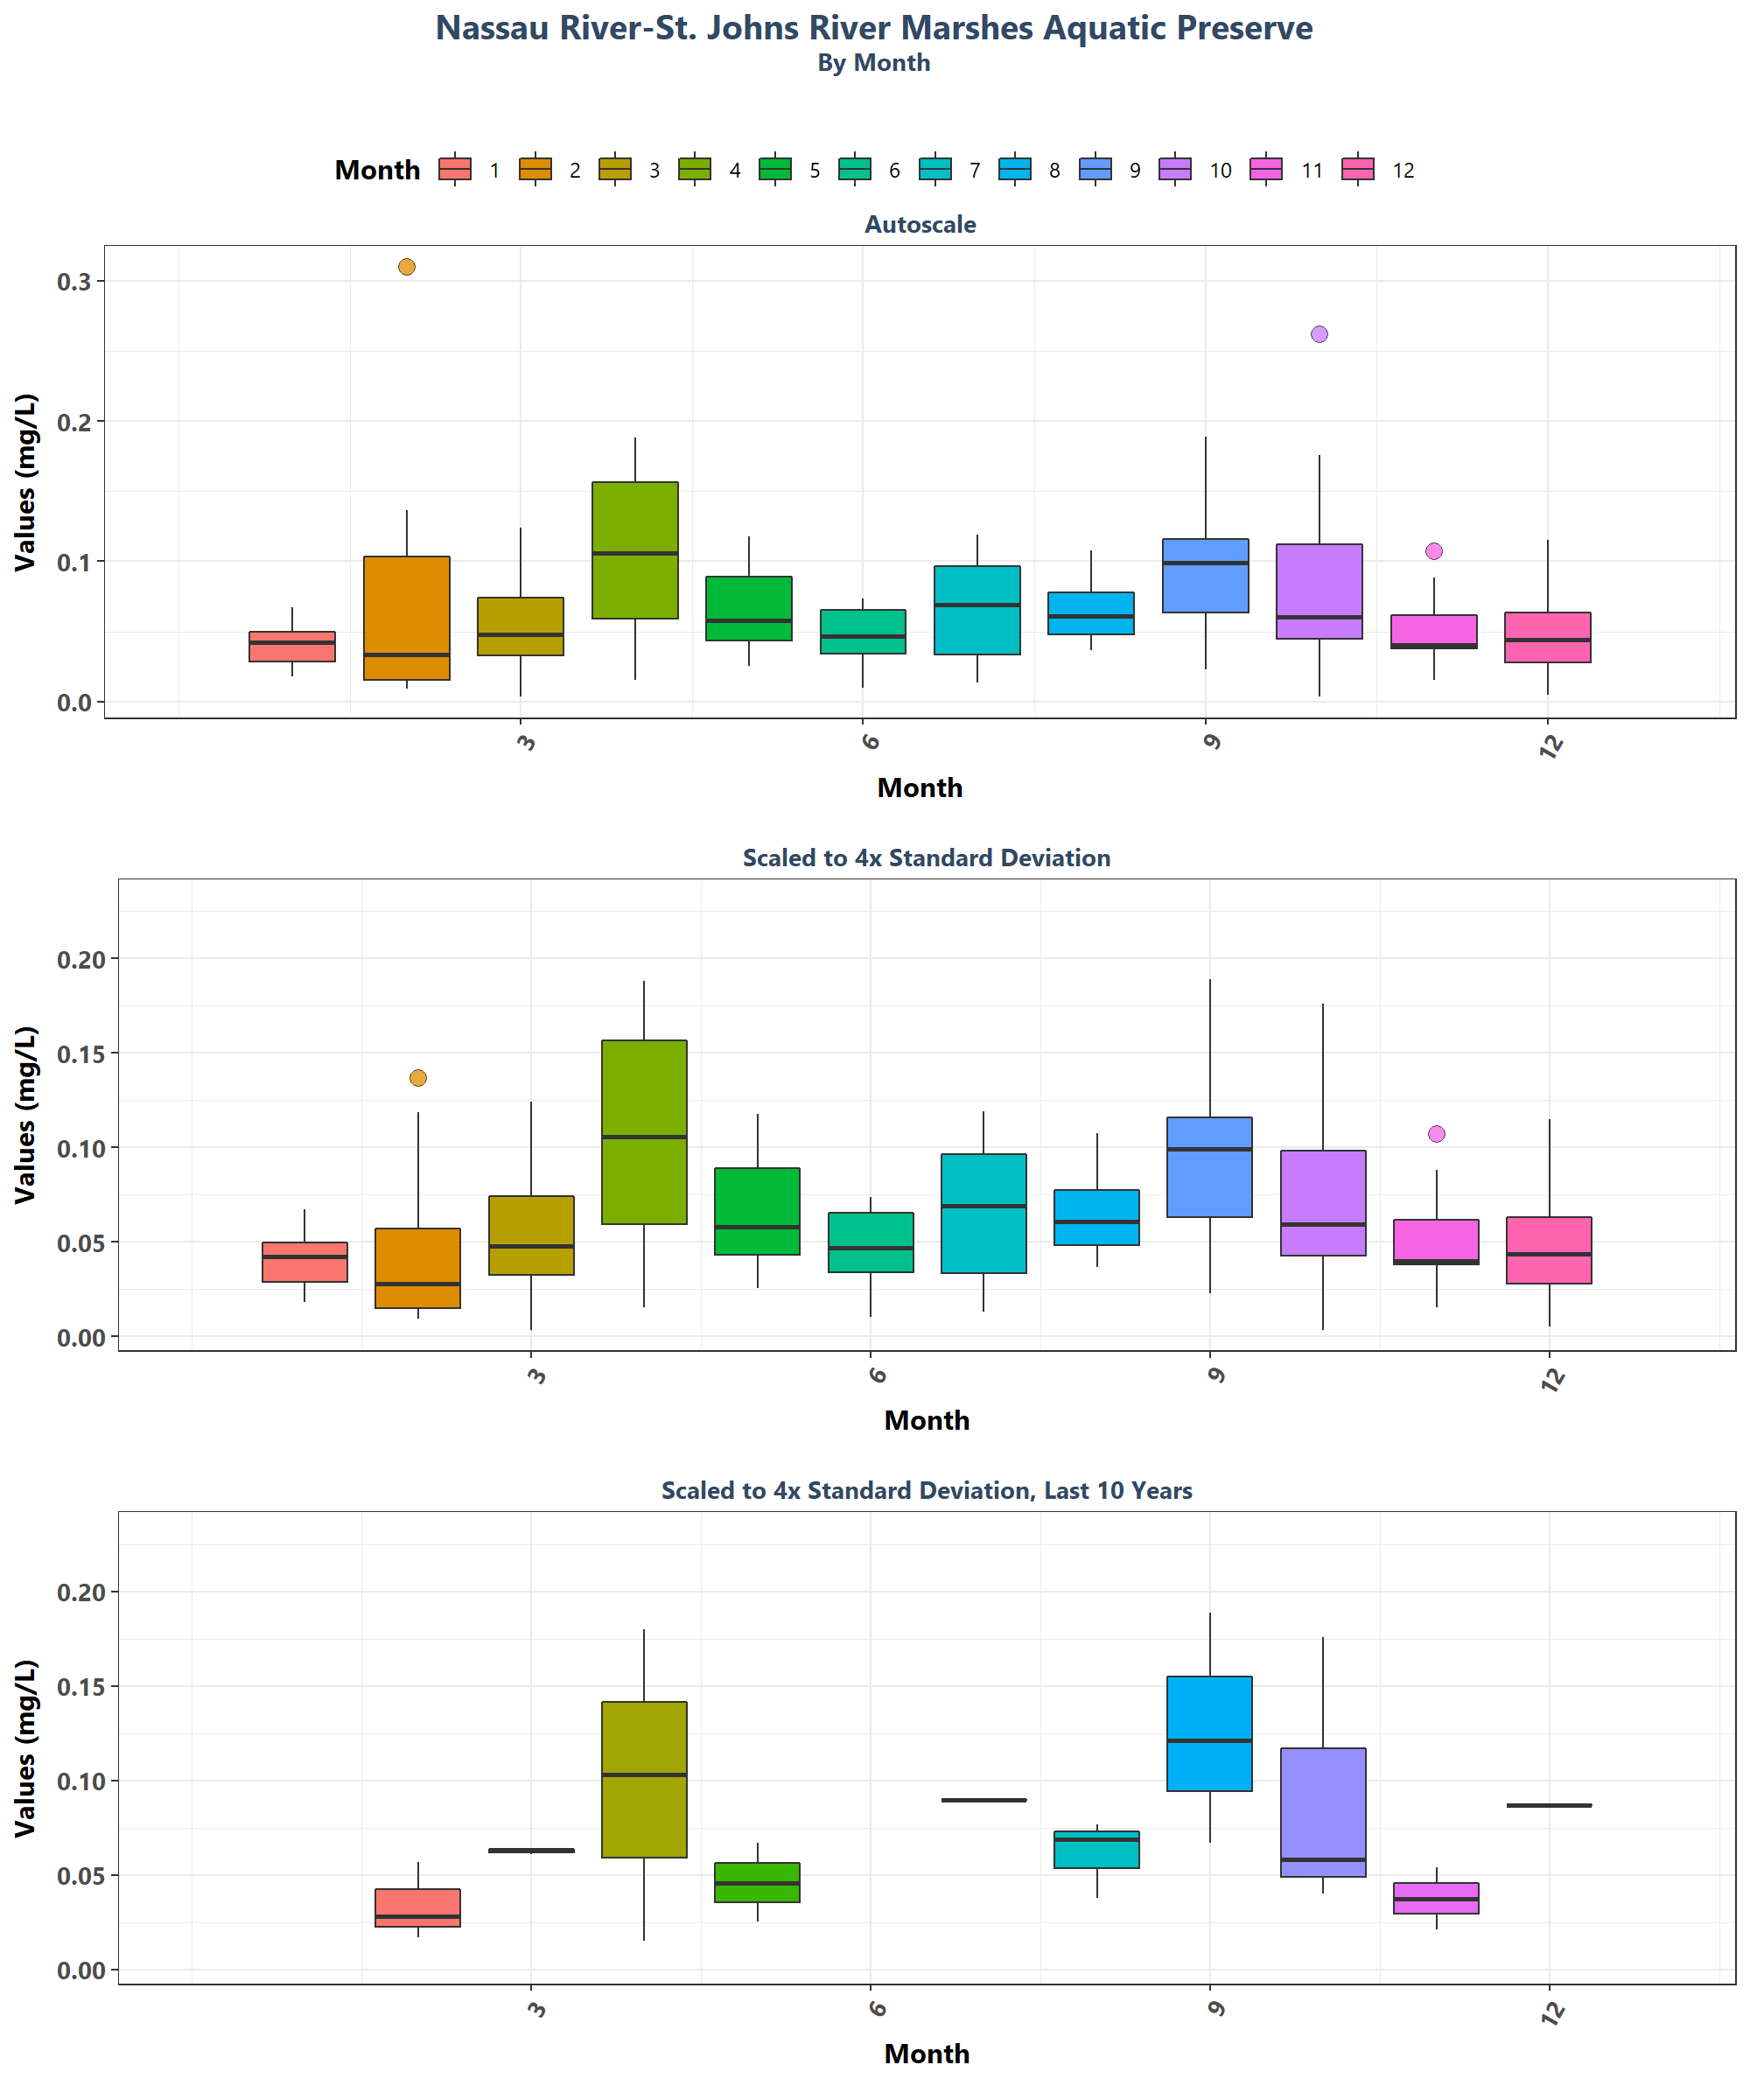 Nassau River-St. Johns River Marshes Aquatic Preserve
By Month
Month 1 2 3 4 5 6 7 8 9 10 11 12
Autoscale
Values (mg/L)
0.3
0.2
0.1
0.0
3 6 9 12
Month
Scaled to 4x Standard Deviation
Values (mg/L)
0.20
0.15
0.10
0.05
0.00
3 6 9 12
Month
Scaled to 4x Standard Deviation, Last 10 Years
Values (mg/L)
0.20
0.15
0.10
0.05
0.00
3 6 9 12
Month